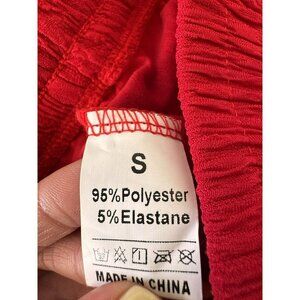 S
95%Polyester
5%Elastane
MADE IN CHINA